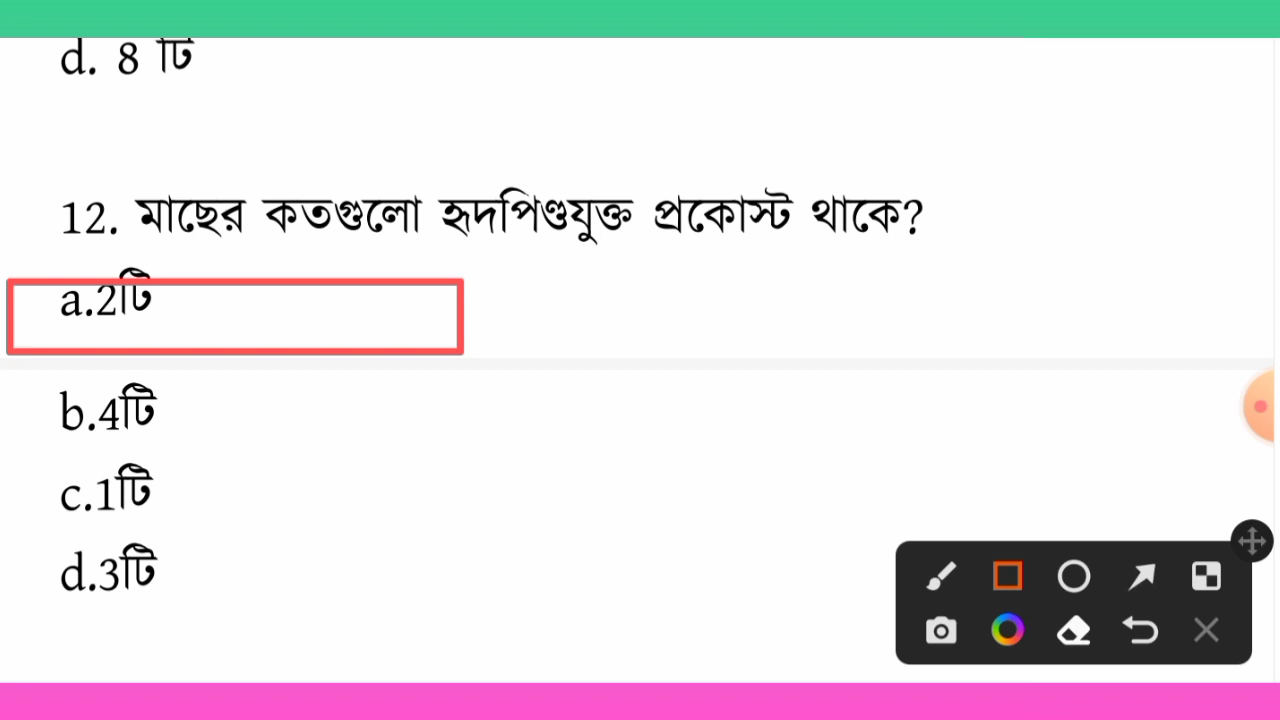 d. 8 টি
12. মাছের কতগুলো হৃদপিণ্ডযুক্ত প্রকোস্ট থাকে?
a.2টি
b.4টি
c.1টি
d.3টি